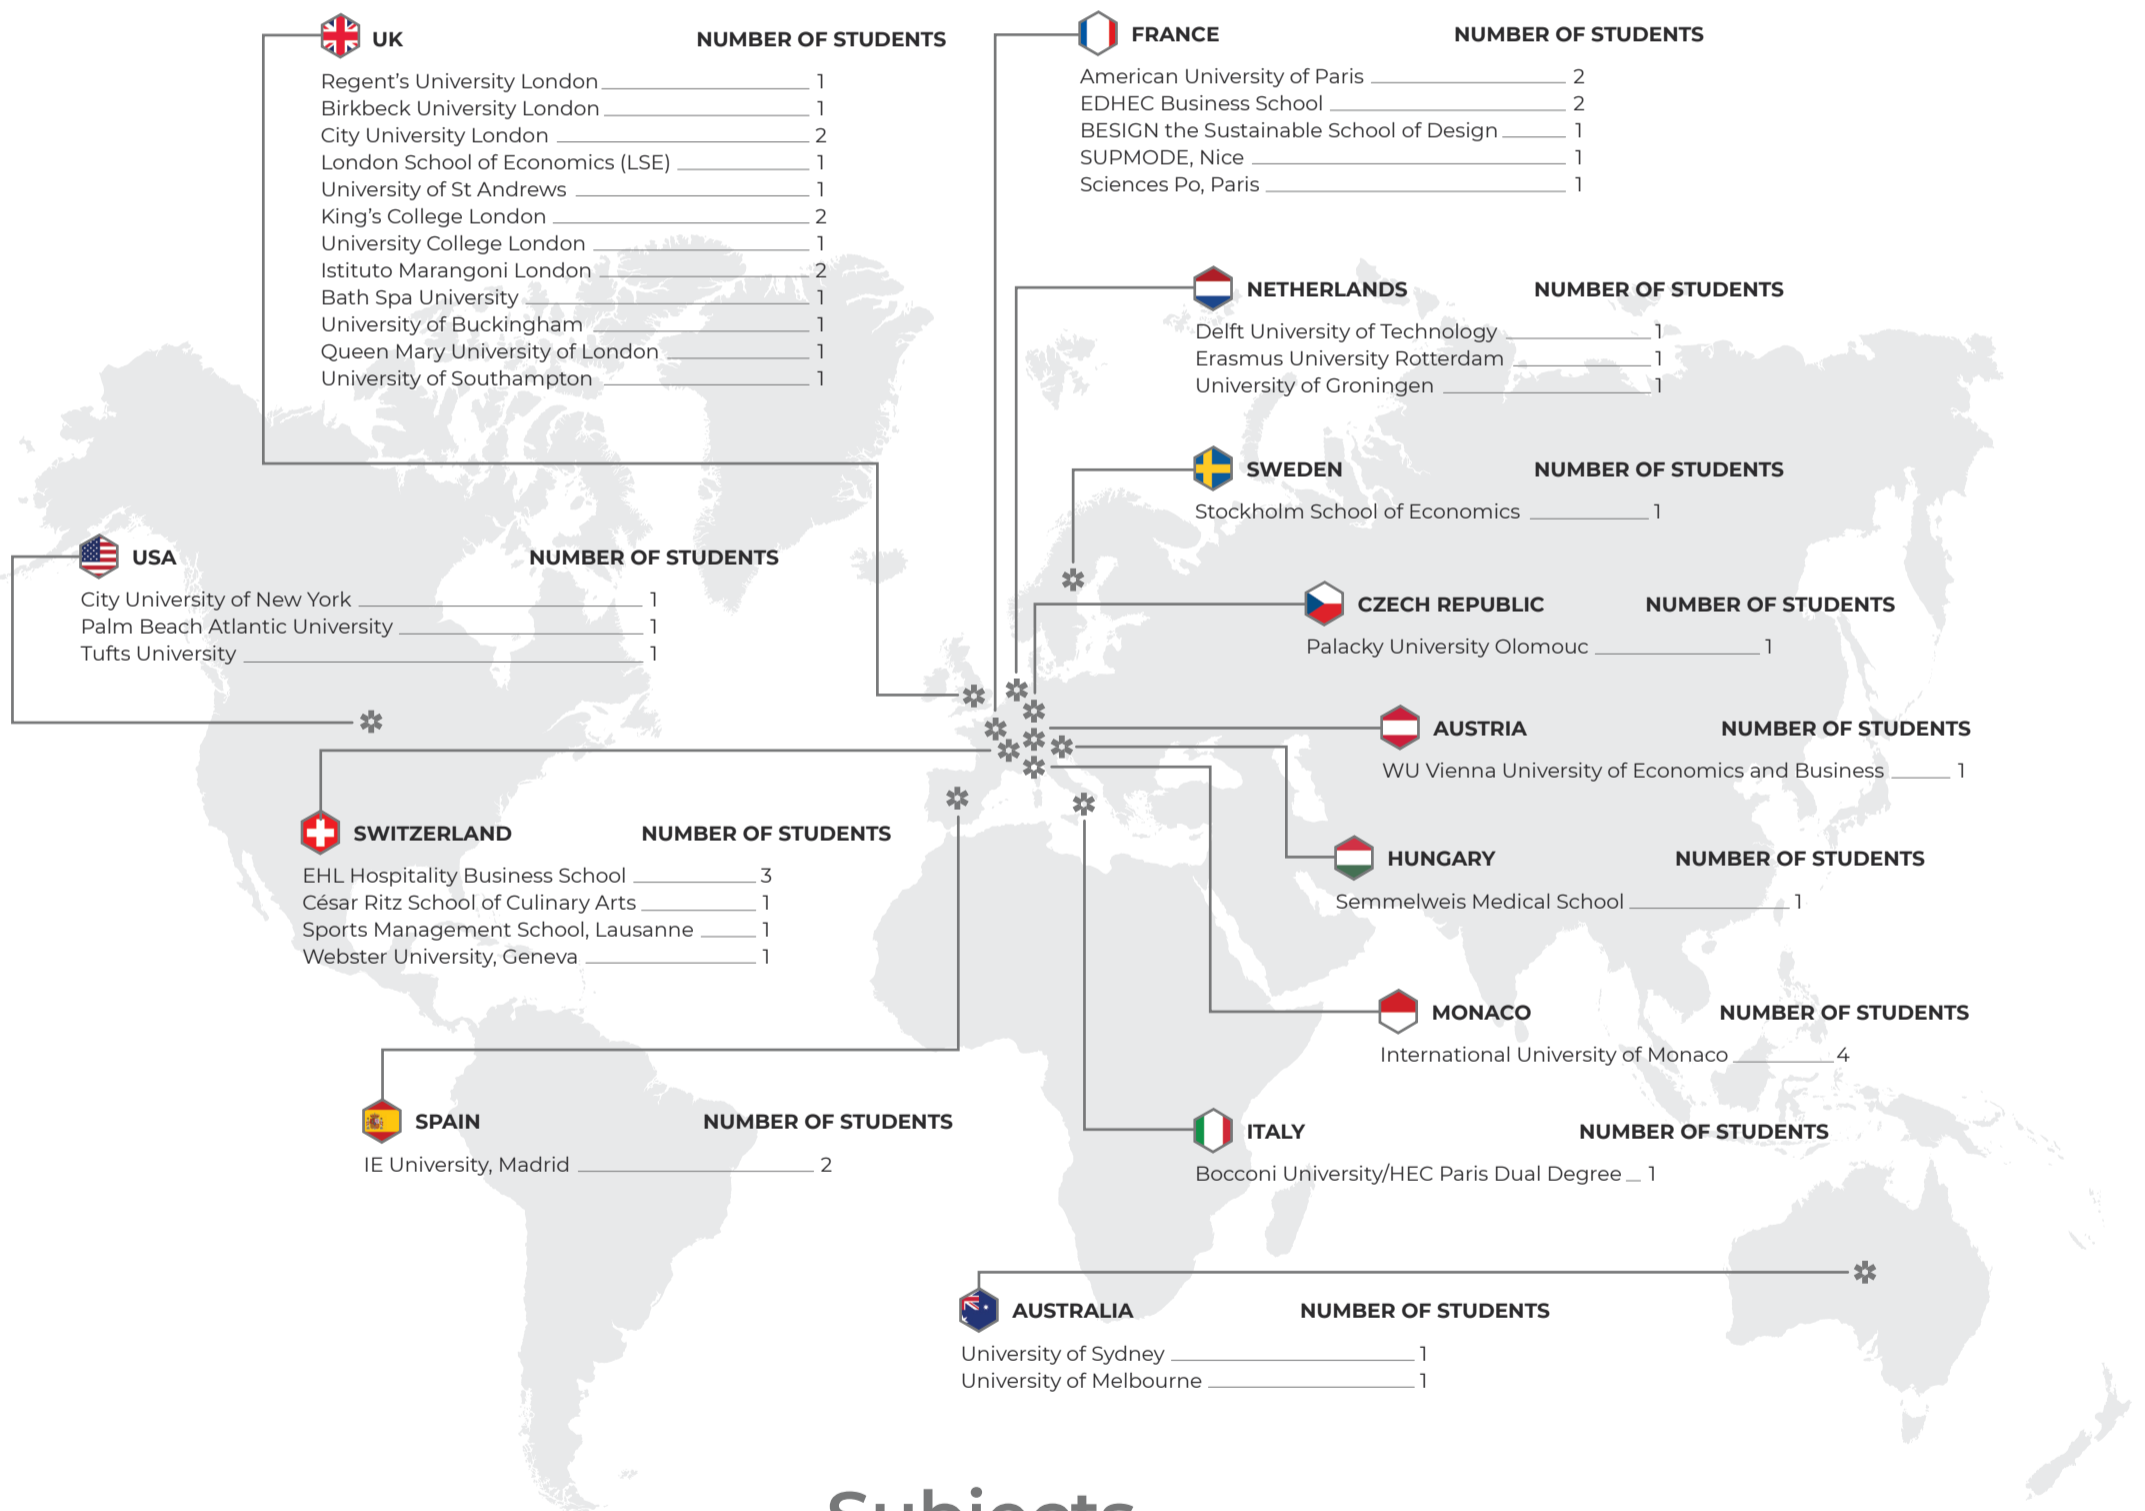 UK NUMBER OF STUDENTS
Regent's University London 1
Birkbeck University London 1
City University London 2
London School of Economics (LSE) 1
University of St Andrews 1
King's College London 2
University College London 1
Istituto Marangoni London 2
Bath Spa University 1
University of Buckingham 1
Queen Mary University of London 1
University of Southampton 1
FRANCE NUMBER OF STUDENTS
American University of Paris 2
EDHEC Business School 2
BESIGN the Sustainable School of Design 1
SUPMODE, Nice 1
Sciences Po, Paris 1
NETHERLANDS NUMBER OF STUDENTS
Delft University of Technology 1
Erasmus University Rotterdam 1
University of Groningen 1
SWEDEN NUMBER OF STUDENTS
Stockholm School of Economics 1
USA NUMBER OF STUDENTS
City University of New York 1
Palm Beach Atlantic University 1
Tufts University 1
CZECH REPUBLIC NUMBER OF STUDENTS
Palacky University Olomouc 1
AUSTRIA NUMBER OF STUDENTS
WU Vienna University of Economics and Business 1
SWITZERLAND NUMBER OF STUDENTS
EHL Hospitality Business School 3
César Ritz School of Culinary Arts 1
Sports Management School, Lausanne 1
Webster University, Geneva 1
HUNGARY NUMBER OF STUDENTS
Semmelweis Medical School 1
MONACO NUMBER OF STUDENTS
International University of Monaco 4
SPAIN NUMBER OF STUDENTS
IE University, Madrid 2
ITALY NUMBER OF STUDENTS
Bocconi University/HEC Paris Dual Degree 1
AUSTRALIA NUMBER OF STUDENTS
University of Sydney 1
University of Melbourne 1
Subjects